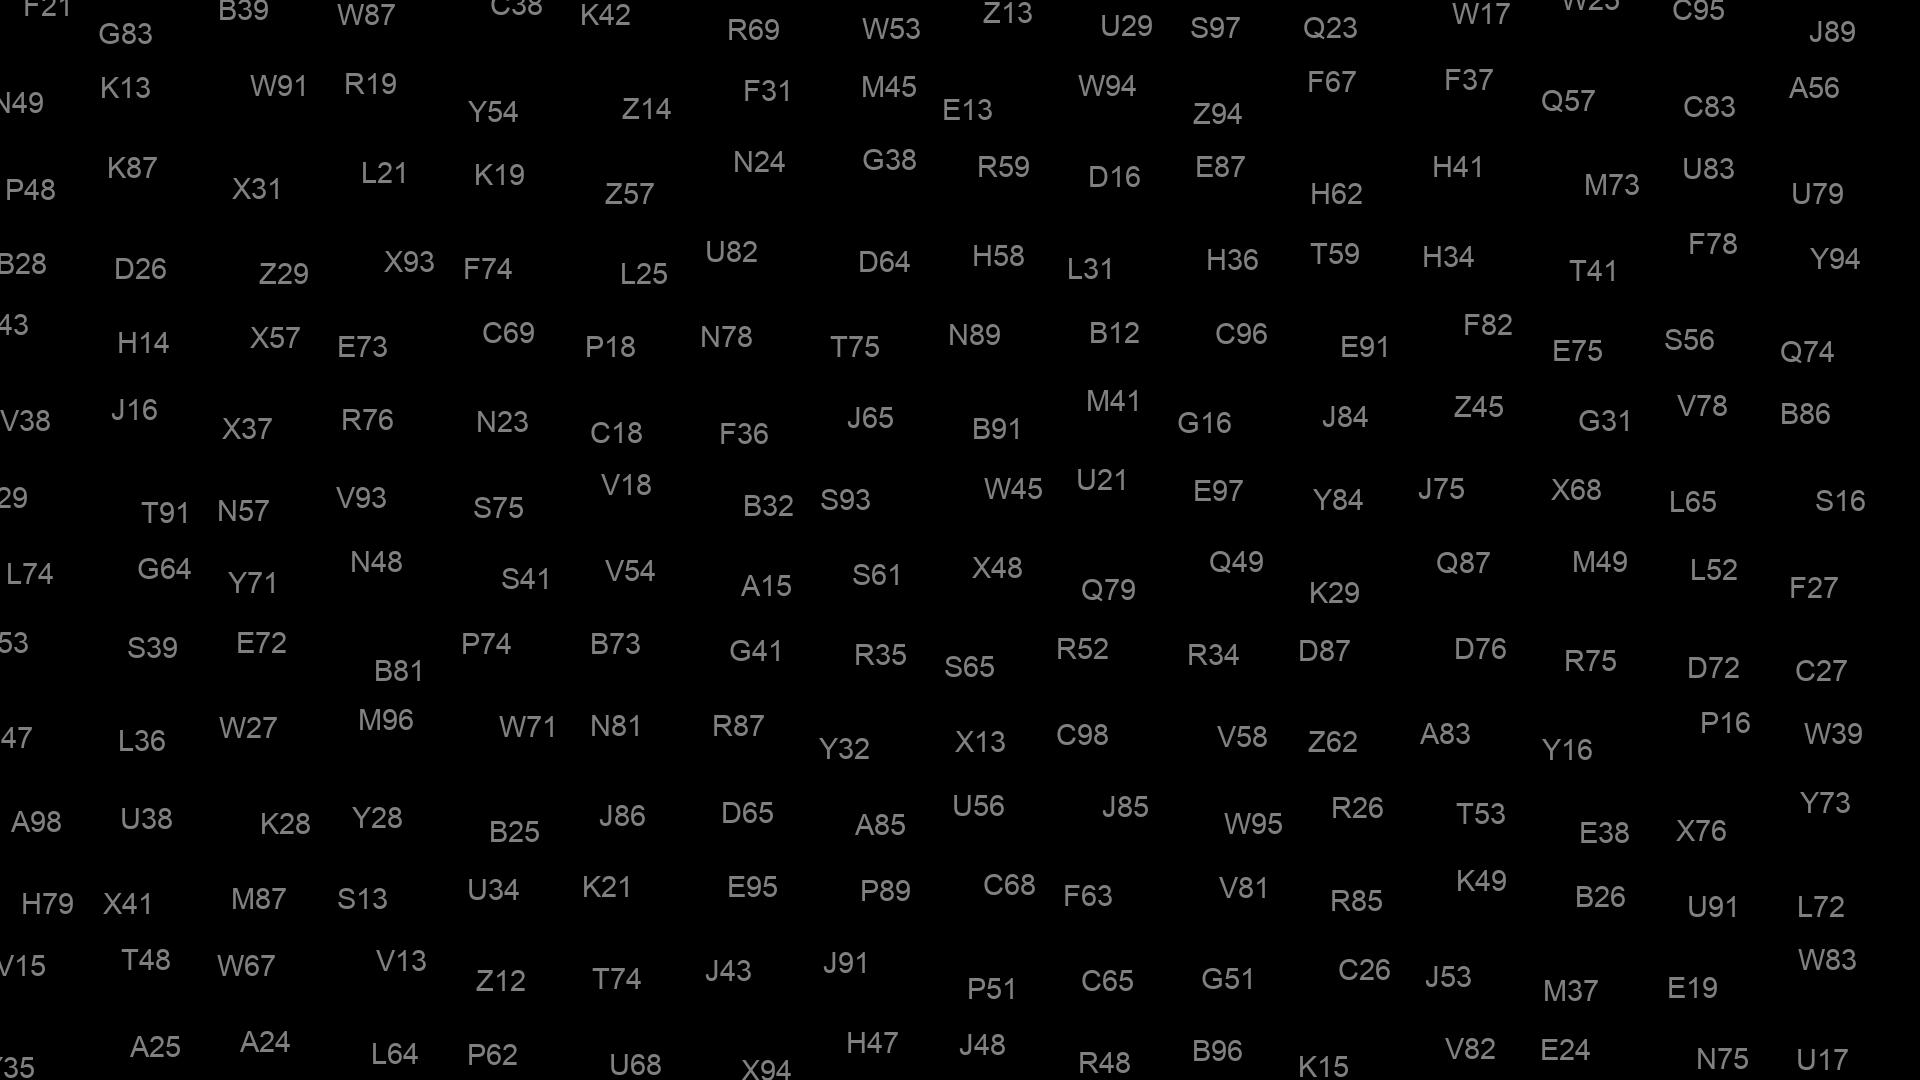 F21 G83 B39 W87 C38 K42 R69 W53 Z13 U29 S97 Q23 W17 W25 C95 J89
N49 K13 W91 R19 Y54 Z14 F31 M45 E13 W94 Z94 F67 F37 Q57 C83 A56
P48 K87 X31 L21 K19 Z57 N24 G38 R59 D16 E87 H62 H41 M73 U83 U79
B28 D26 Z29 X93 F74 L25 U82 D64 H58 L31 H36 T59 H34 T41 F78 Y94
43 H14 X57 E73 C69 P18 N78 T75 N89 B12 C96 E91 F82 E75 S56 Q74
V38 J16 X37 R76 N23 C18 F36 J65 B91 M41 G16 J84 Z45 G31 V78 B86
29 T91 N57 V93 S75 V18 B32 S93 W45 U21 E97 Y84 J75 X68 L65 S16
L74 G64 Y71 N48 S41 V54 A15 S61 X48 Q79 Q49 K29 Q87 M49 L52 F27
53 S39 E72 B81 P74 B73 G41 R35 S65 R52 R34 D87 D76 R75 D72 C27
47 L36 W27 M96 W71 N81 R87 Y32 X13 C98 V58 Z62 A83 Y16 P16 W39
A98 U38 K28 Y28 B25 J86 D65 A85 U56 J85 W95 R26 T53 E38 X76 Y73
H79 X41 M87 S13 U34 K21 E95 P89 C68 F63 V81 R85 K49 B26 U91 L72
V15 T48 W67 V13 Z12 T74 J43 J91 P51 C65 G51 C26 J53 M37 E19 W83
35 A25 A24 L64 P62 U68 X94 H47 J48 R48 B96 K15 V82 E24 N75 U17